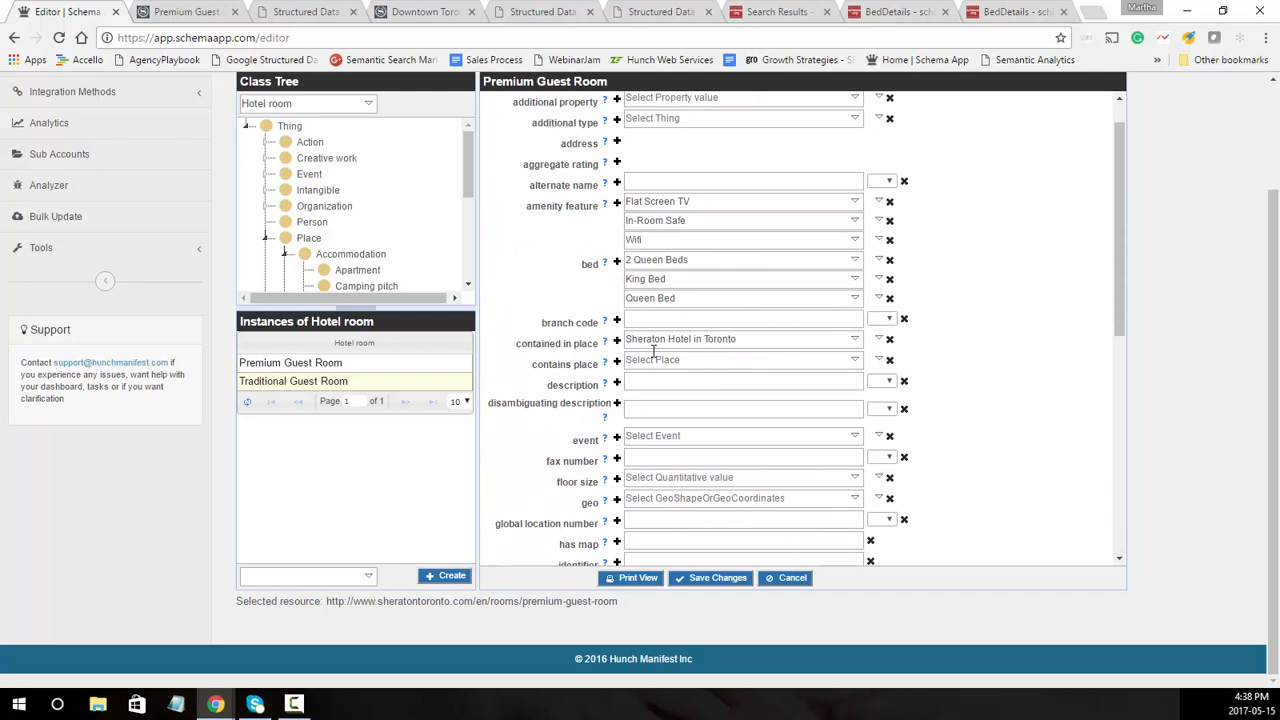 Editor | Schema
Premium Guest
Structured Data
Downtown Toro
Structured Data
Structured Data
Search Results -
BedDetails - sch
BedDetails - sch
Martha
https://app.schemaapp.com/editor
Apps
Accello
AgencyPlaybook
Google Structured Da
Semantic Search Mar
Sales Process
WebinarJam
Hunch Web Services
Growth Strategies - S
Home | Schema App
Semantic Analytics
»
Other bookmarks
Integration Methods
Analytics
Sub Accounts
Analyzer
Bulk Update
Tools
Support
Contact support@hunchmanifest.com
if you experience any issues, want help with
your dashboard, tasks or if you want
clarification
Class Tree
Hotel room
Thing
Action
Creative work
Event
Intangible
Organization
Person
Place
Accommodation
Apartment
Camping pitch
Instances of Hotel room
Hotel room
Premium Guest Room
Traditional Guest Room
Page 1 of 1 10
Create
Premium Guest Room
additional property ? Select Property value
additional type ? Select Thing
address ?
aggregate rating ?
alternate name ?
amenity feature ? Flat Screen TV
In-Room Safe
Wifi
bed ? 2 Queen Beds
King Bed
Queen Bed
branch code ?
contained in place ? Sheraton Hotel in Toronto
contains place ? Select Place
description ?
disambiguating description
?
event ? Select Event
fax number ?
floor size ? Select Quantitative value
geo ? Select GeoShapeOrGeoCoordinates
global location number ?
has map ?
identifier ?
Print View
Save Changes
Cancel
Selected resource: http://www.sheratontoronto.com/en/rooms/premium-guest-room
© 2016 Hunch Manifest Inc
4:38 PM
2017-05-15